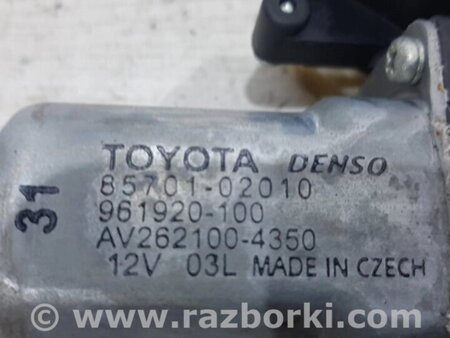 TOYOTA DENSO
85701-02010
961920-100
AV262100-4350
12V 03L MADE IN CZECH
31
© www.razborki.com